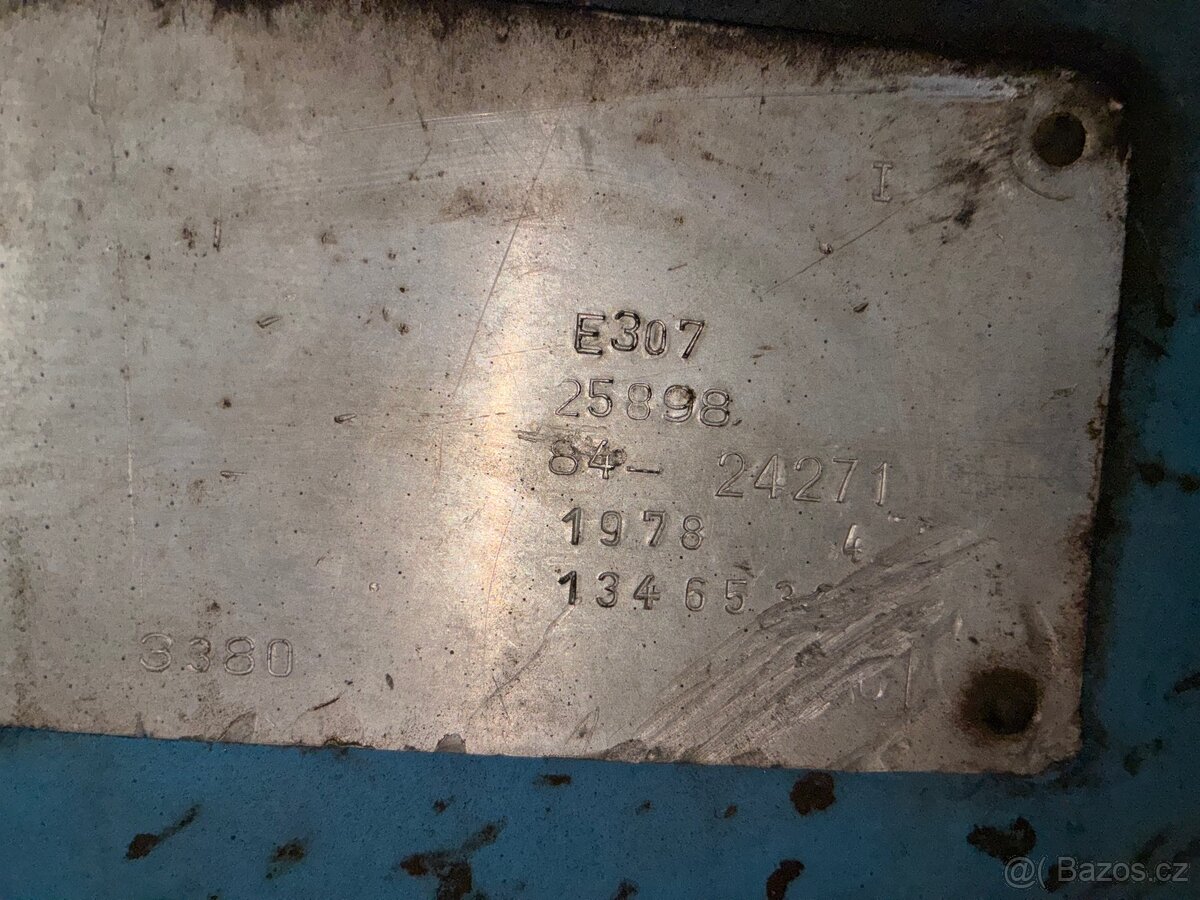 I
E307
25898
84- 24271
1978 4
13465
3380
@( Bazos.cz